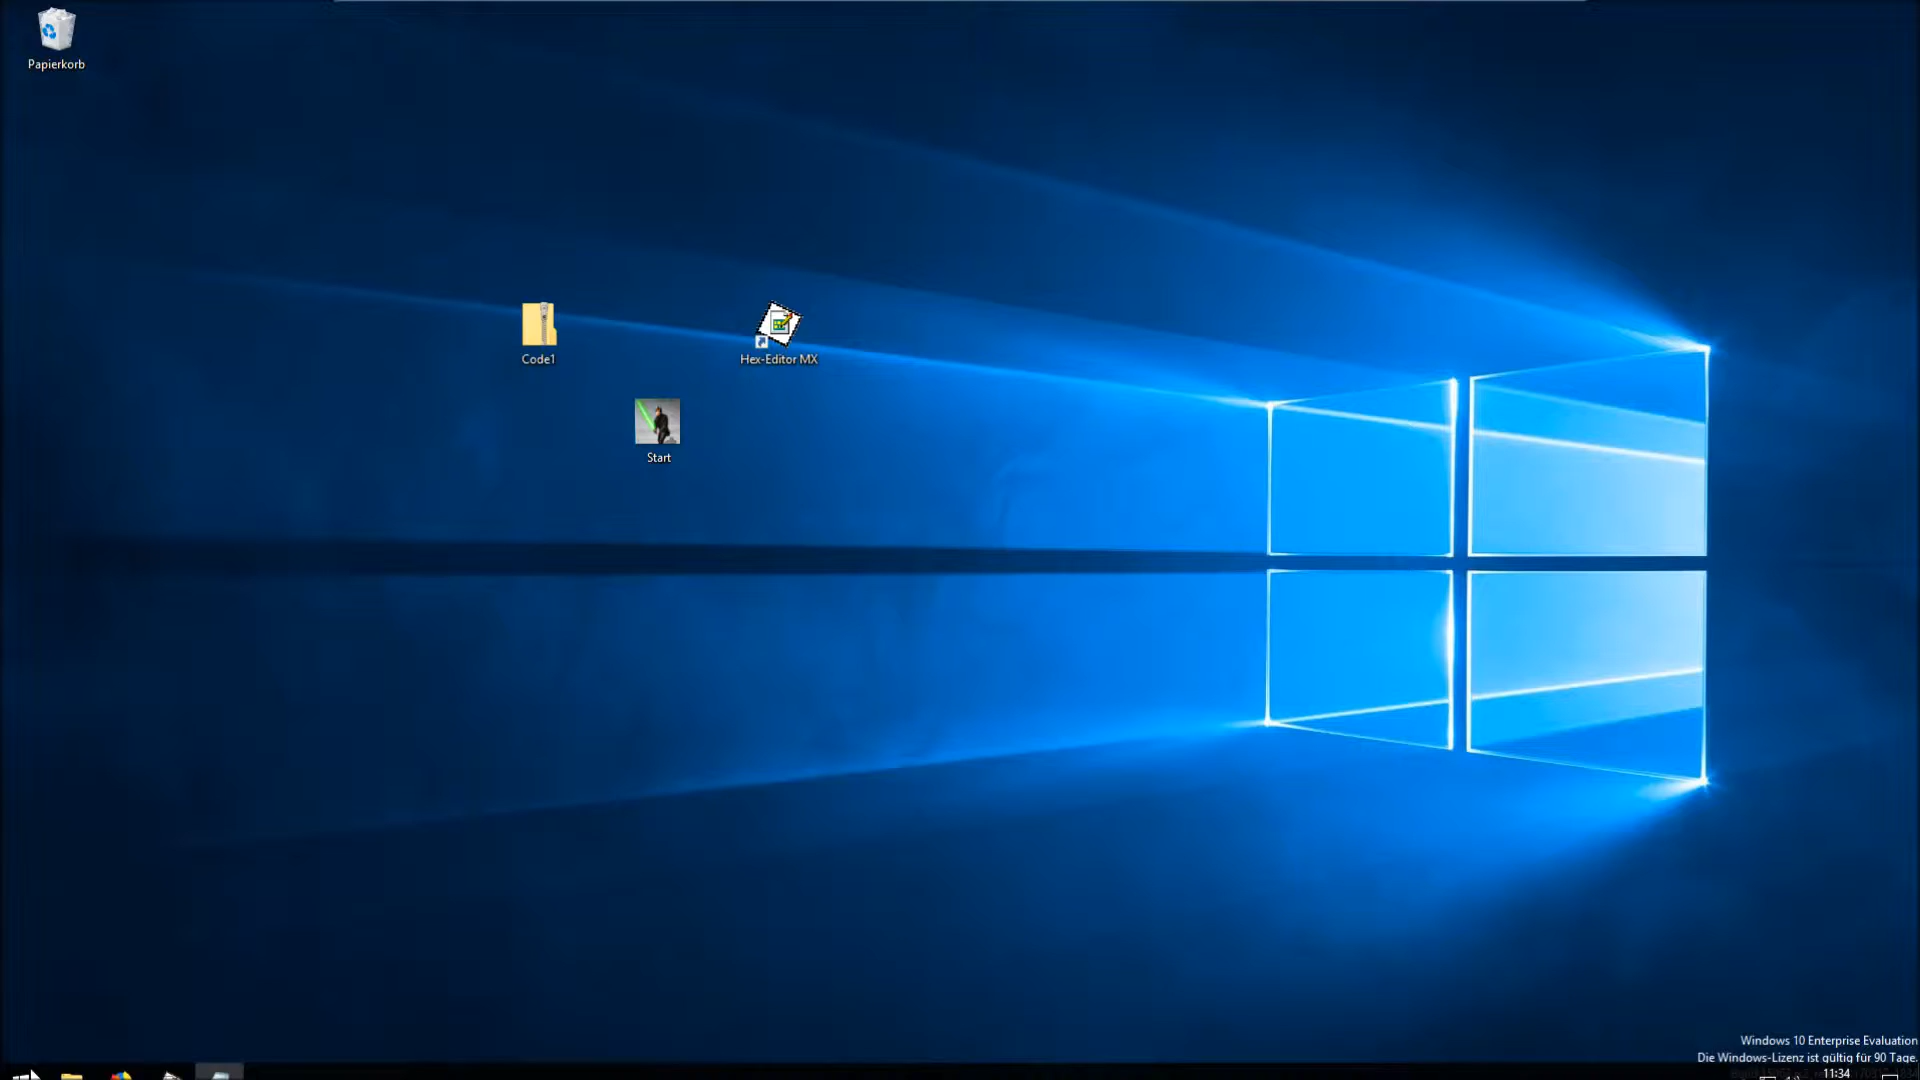 Papierkorb
Code1
Hex-Editor MX
Start
Windows 10 Enterprise Evaluation
Die Windows-Lizenz ist gültig für 90 Tage.
11:34